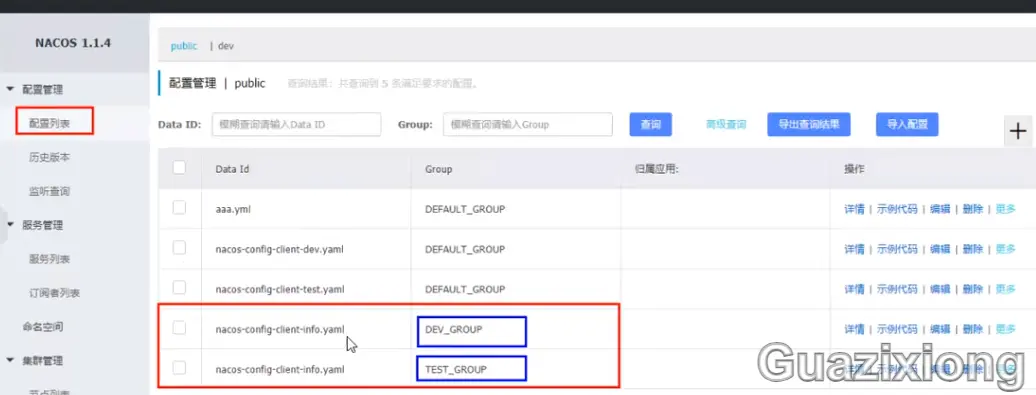 NACOS 1.1.4
public | dev
配置管理
配置管理 | public 查询结果：共查询到 5 条满足要求的配置。
配置列表
Data ID: 模糊查询请输入Data ID Group: 模糊查询请输入Group 查询 高级查询 导出查询结果 导入配置 +
历史版本
Data Id Group 归属应用: 操作
监听查询
aaa.yml DEFAULT_GROUP 详情 | 示例代码 | 编辑 | 删除 | 更多
服务管理
nacos-config-client-dev.yaml DEFAULT_GROUP 详情 | 示例代码 | 编辑 | 删除 | 更多
服务列表
nacos-config-client-test.yaml DEFAULT_GROUP 详情 | 示例代码 | 编辑 | 删除 | 更多
订阅者列表
nacos-config-client-info.yaml DEV_GROUP 详情 | 示例代码 | 编辑 | 删除 | 更多
命名空间
nacos-config-client-info.yaml TEST_GROUP 详情 | 示例代码 | 编辑 | 删除 | 更多
集群管理
Guazixiong